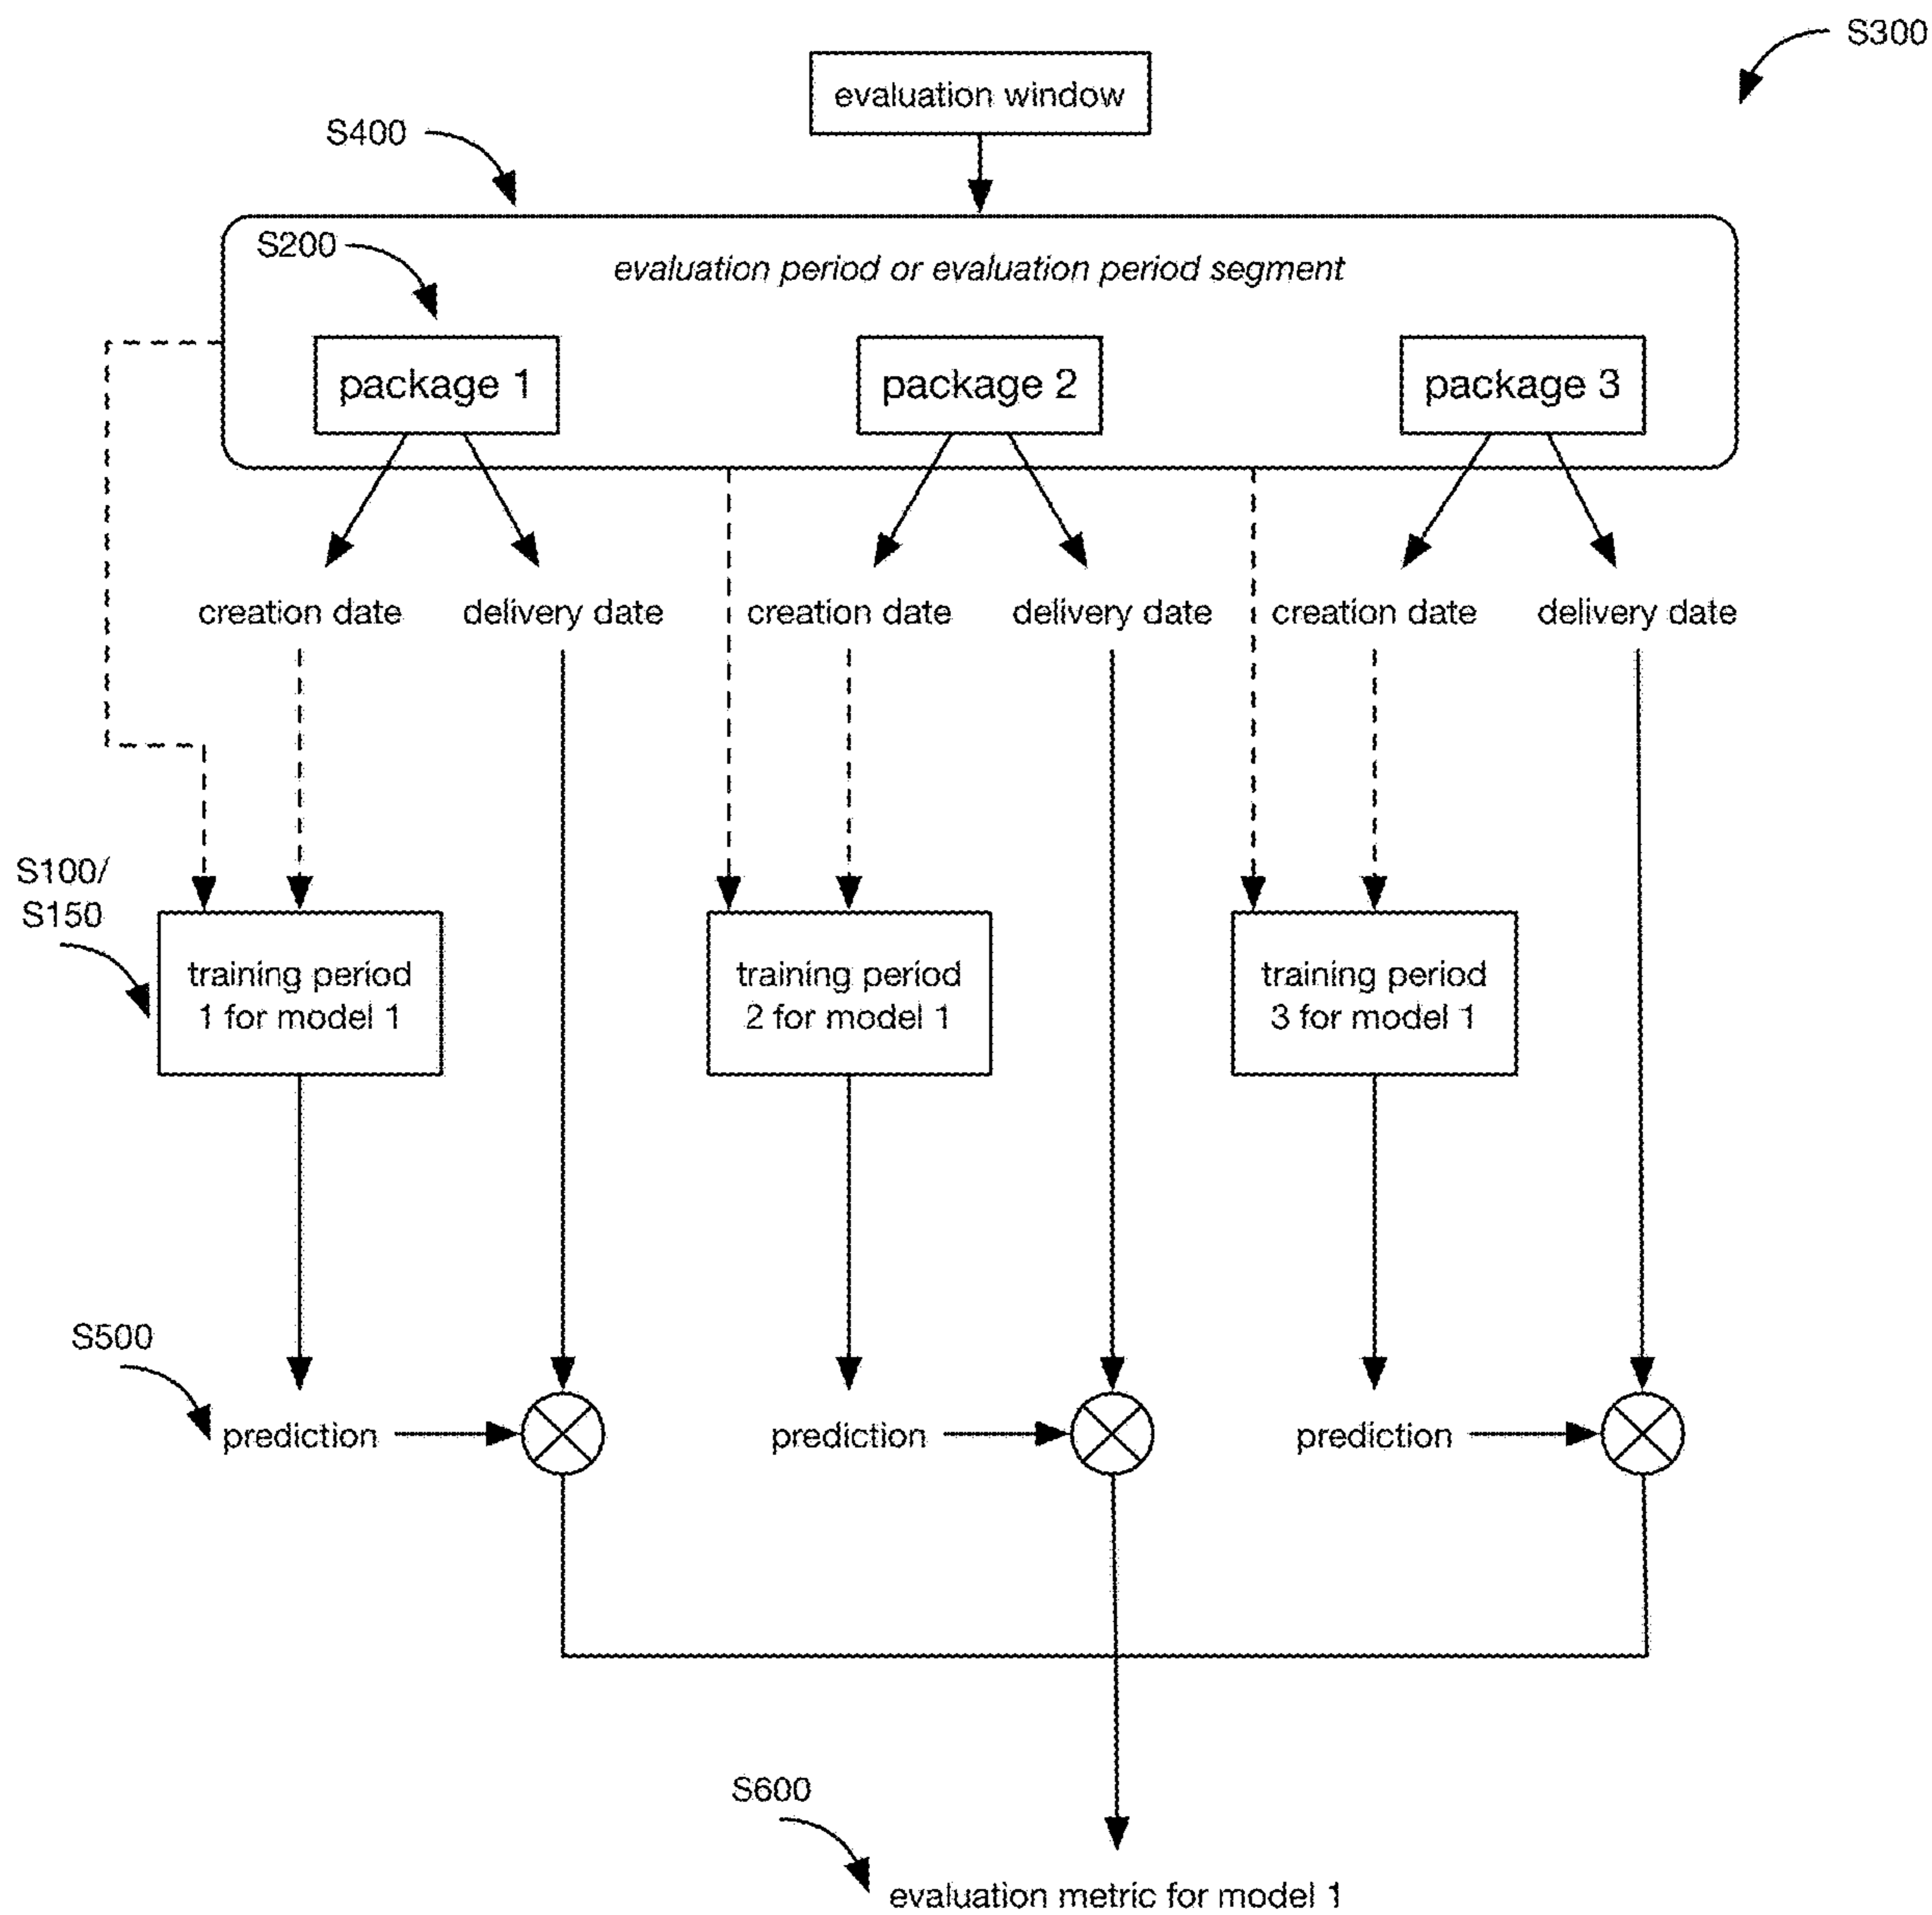 S300
evaluation window
S400
S200
evaluation period or evaluation period segment
package 1
package 2
package 3
creation date
delivery date
creation date
delivery date
creation date
delivery date
S100/
S150
training period
1 for model 1
training period
2 for model 1
training period
3 for model 1
S500
prediction
prediction
prediction
S600
evaluation metric for model 1